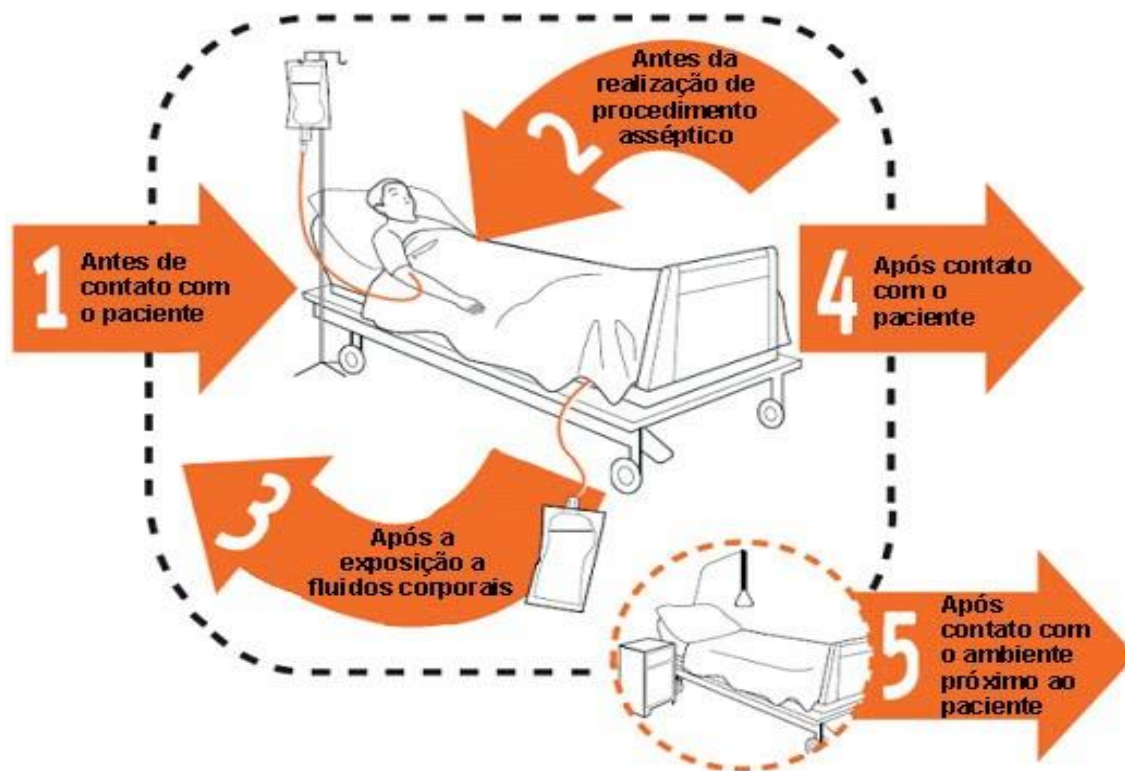 1
Antes de
contato com
o paciente
2
Antes da
realização de
procedimento
asséptico
3
Após a
exposição a
fluidos corporais
4
Após contato
com o
paciente
5
Após
contato com
o ambiente
próximo ao
paciente